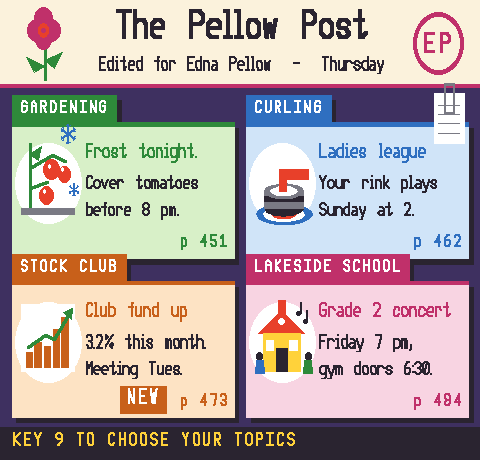 The Pellow Post
EP
Edited for Edna Pellow - Thursday
GARDENING
Frost tonight.
Cover tomatoes
before 8 pm.
p 451
CURLING
Ladies league
Your rink plays
Sunday at 2.
p 462
STOCK CLUB
Club fund up
3.2% this month.
Meeting Tues.
NEW p 473
LAKESIDE SCHOOL
Grade 2 concert
Friday 7 pm,
gym doors 6:30.
p 484
KEY 9 TO CHOOSE YOUR TOPICS